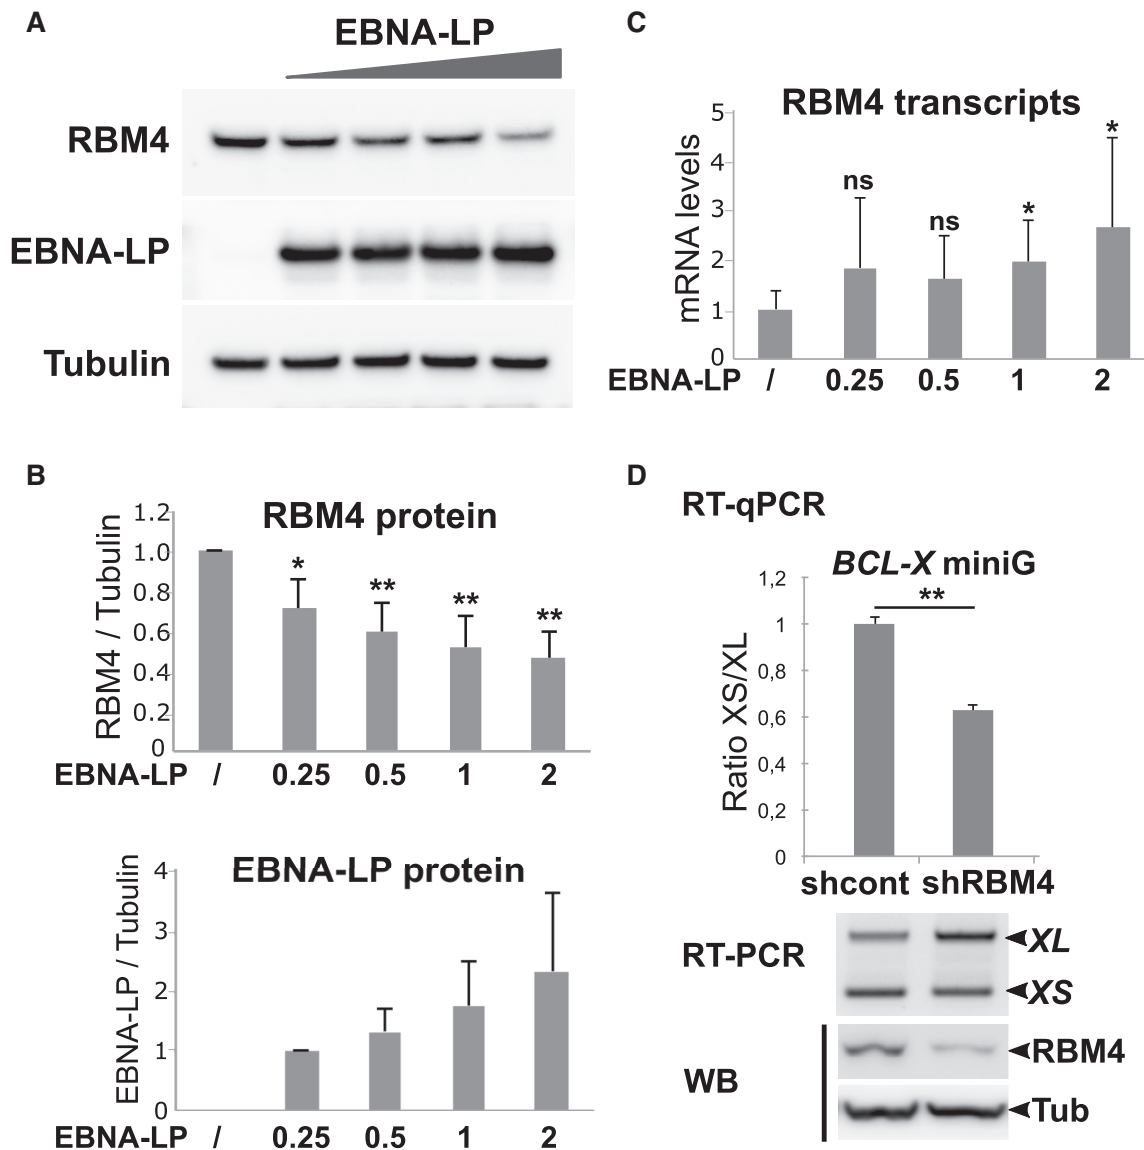 A
EBNA-LP
RBM4
EBNA-LP
Tubulin
B
RBM4 protein
RBM4 / Tubulin
1.2
1.0
0.8
0.6
0.4
0.2
0
*
**
**
**
EBNA-LP / 0.25 0.5 1 2
EBNA-LP protein
EBNA-LP / Tubulin
4
3
2
1
0
EBNA-LP / 0.25 0.5 1 2
C
RBM4 transcripts
mRNA levels
5
4
3
2
1
0
ns
ns
*
*
EBNA-LP / 0.25 0.5 1 2
D
RT-qPCR
BCL-X miniG
Ratio XS/XL
1,2
1
0,8
0,6
0,4
0,2
0
**
shcont shRBM4
RT-PCR
XL
XS
WB
RBM4
Tub